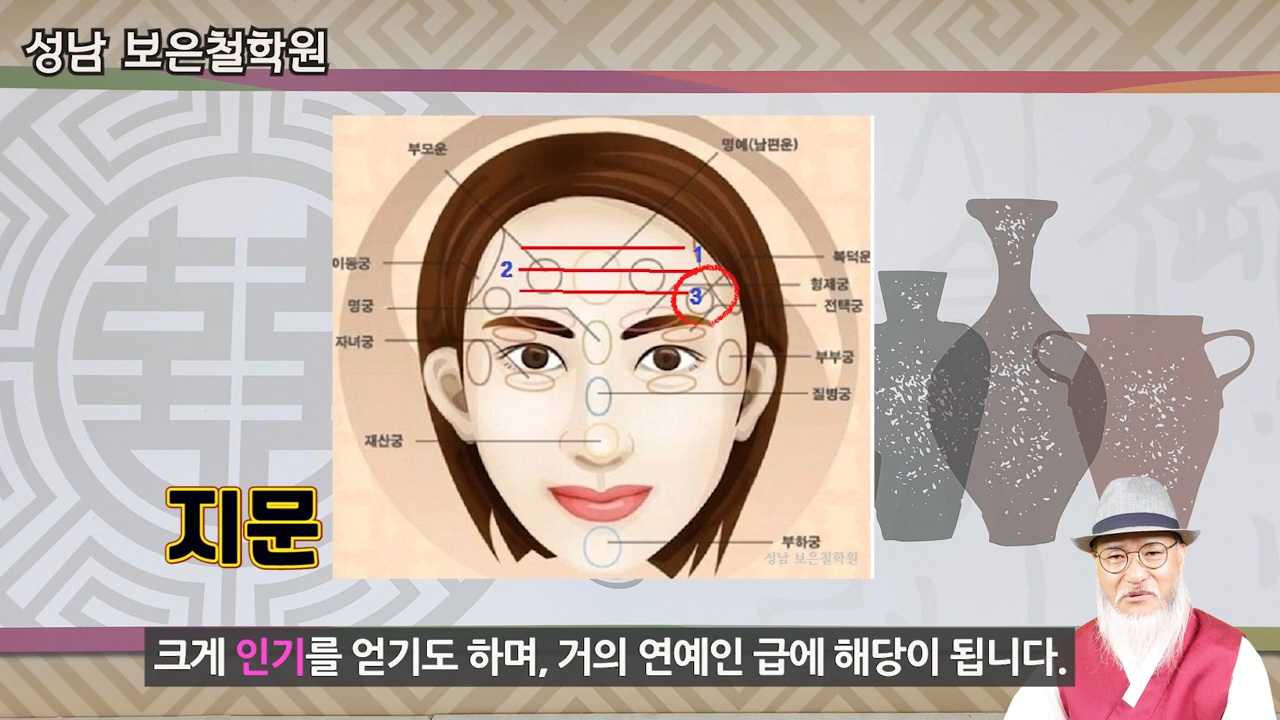 성남 보은철학원
부모운
명예(남편운)
이동궁
1
복덕운
2
형제궁
명궁
3
전택궁
자녀궁
부부궁
질병궁
재산궁
지문
부하궁
성남 보은철학원
크게 인기를 얻기도 하며, 거의 연예인 급에 해당이 됩니다.